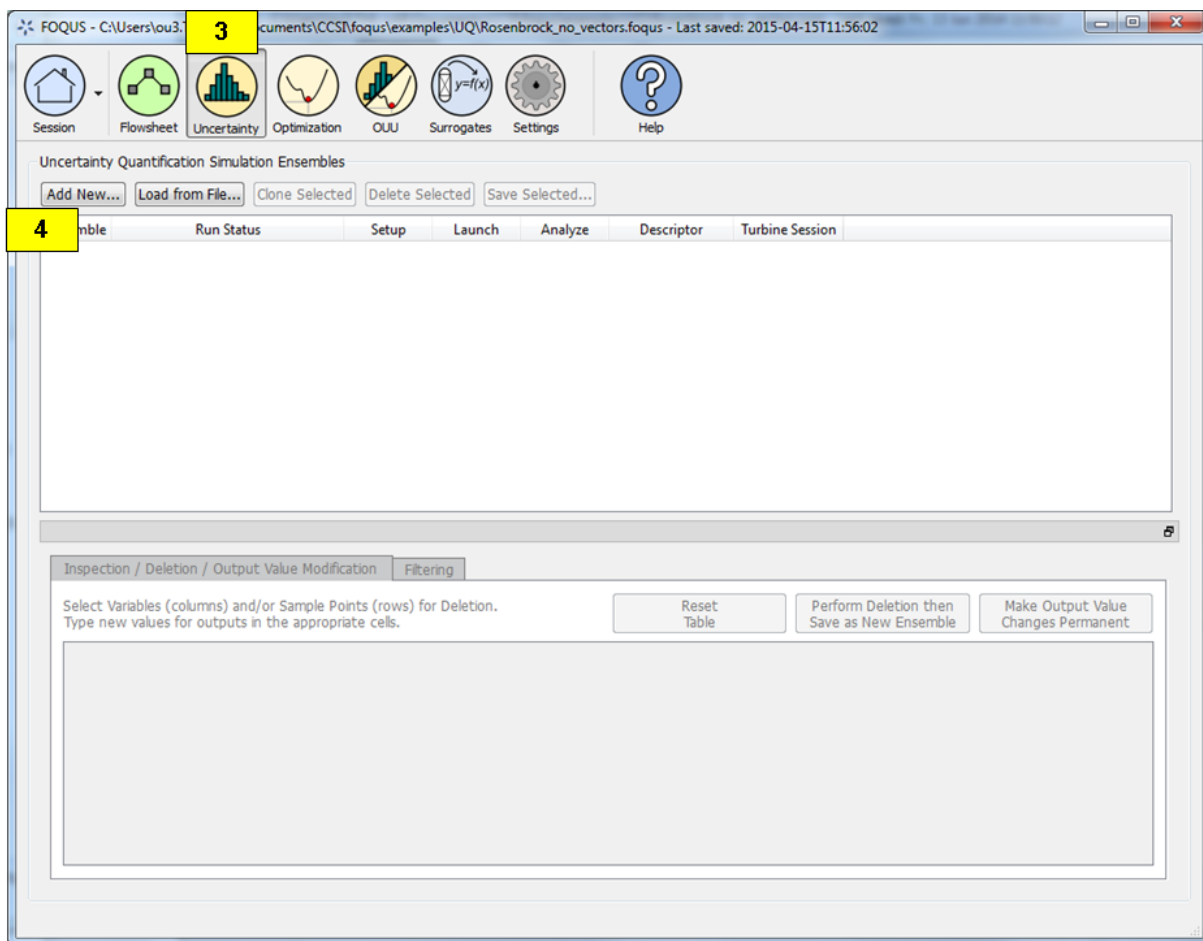 FOQUS - C:\Users\ou3. cuments\CCSI\foqus\examples\UQ\Rosenbrock_no_vectors.foqus - Last saved: 2015-04-15T11:56:02
3
Session Flowsheet Uncertainty Optimization OUU y=f(x) Surrogates Settings Help
Uncertainty Quantification Simulation Ensembles
Add New... Load from File... Clone Selected Delete Selected Save Selected...
4 mble Run Status Setup Launch Analyze Descriptor Turbine Session
Inspection / Deletion / Output Value Modification Filtering
Select Variables (columns) and/or Sample Points (rows) for Deletion.
Type new values for outputs in the appropriate cells.
Reset
Table
Perform Deletion then
Save as New Ensemble
Make Output Value
Changes Permanent